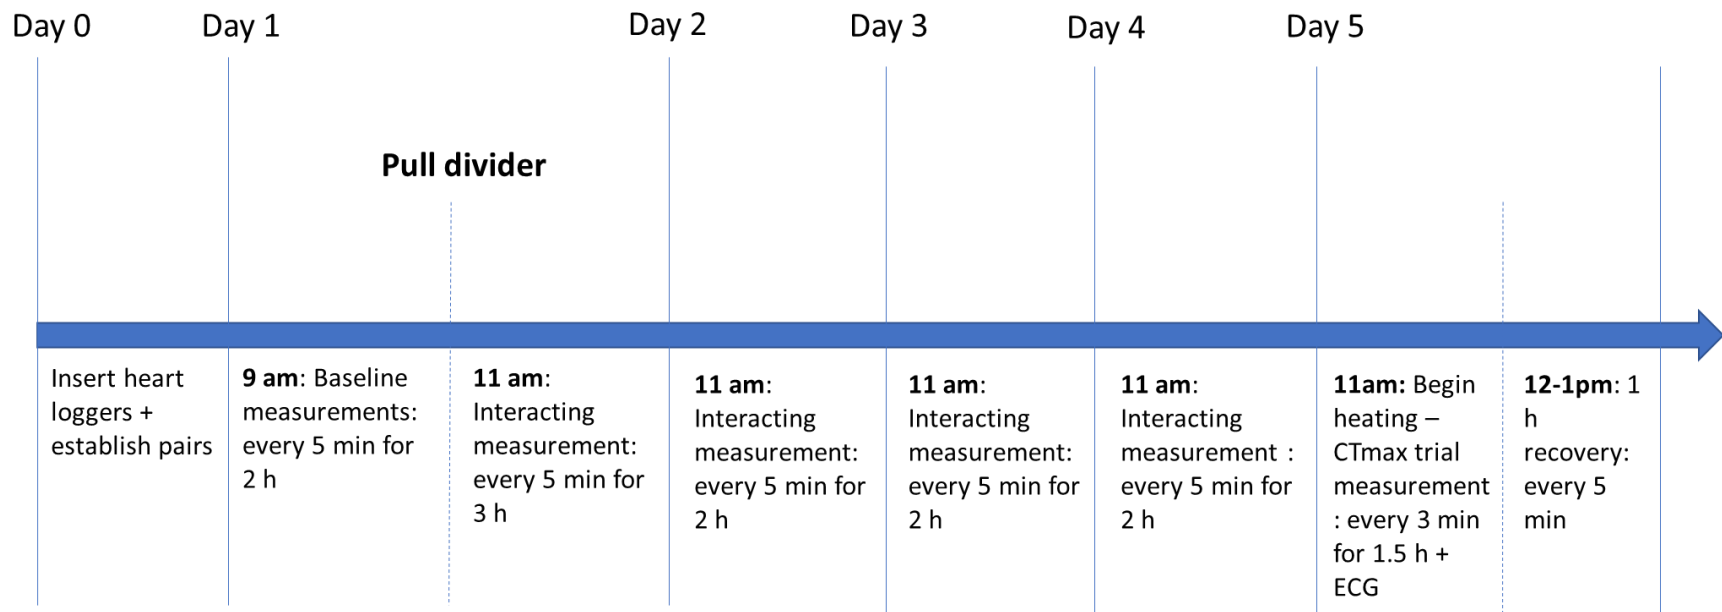 Day 0
Day 1
Day 2
Day 3
Day 4
Day 5
Pull divider
Insert heart
loggers +
establish pairs
9 am: Baseline
measurements:
every 5 min for
2 h
11 am:
Interacting
measurement:
every 5 min for
3 h
11 am:
Interacting
measurement:
every 5 min for
2 h
11 am:
Interacting
measurement:
every 5 min for
2 h
11 am:
Interacting
measurement :
every 5 min for
2 h
11am: Begin
heating –
CTmax trial
measurement
: every 3 min
for 1.5 h +
ECG
12-1pm: 1
h
recovery:
every 5
min